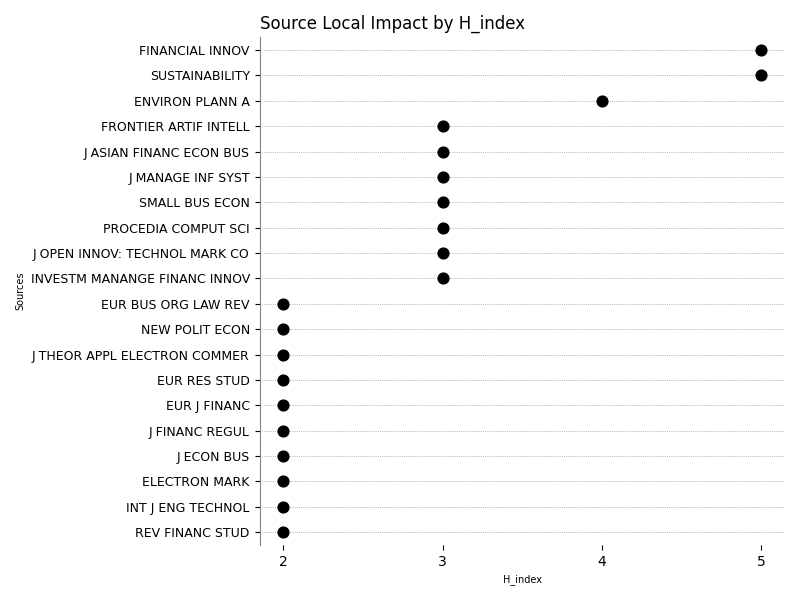 Source Local Impact by H_index
FINANCIAL INNOV
SUSTAINABILITY
ENVIRON PLANN A
FRONTIER ARTIF INTELL
J ASIAN FINANC ECON BUS
J MANAGE INF SYST
SMALL BUS ECON
PROCEDIA COMPUT SCI
J OPEN INNOV: TECHNOL MARK CO
INVESTM MANANGE FINANC INNOV
EUR BUS ORG LAW REV
NEW POLIT ECON
J THEOR APPL ELECTRON COMMER
EUR RES STUD
EUR J FINANC
J FINANC REGUL
J ECON BUS
ELECTRON MARK
INT J ENG TECHNOL
REV FINANC STUD
Sources
2 3 4 5
H_index